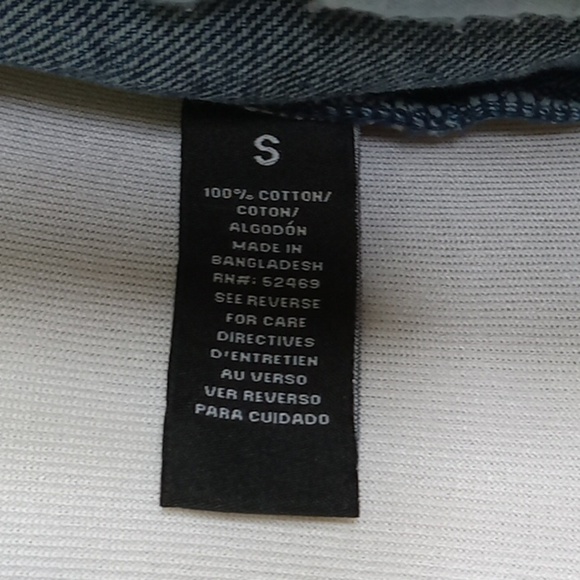 S
100% COTTON/
COTON/
ALGODÓN
MADE IN
BANGLADESH
RN#: 52469
SEE REVERSE
FOR CARE
DIRECTIVES
D'ENTRETIEN
AU VERSO
VER REVERSO
PARA CUIDADO